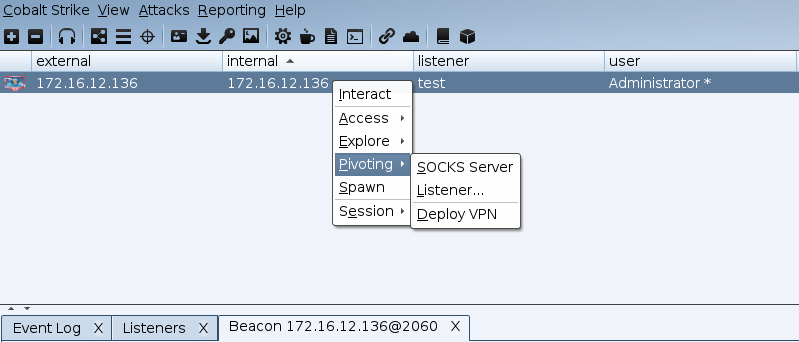 Cobalt Strike View Attacks Reporting Help
external internal listener user
172.16.12.136 172.16.12.136 test Administrator *
Interact
Access
Explore
Pivoting
Spawn
Session
SOCKS Server
Listener...
Deploy VPN
Event Log X Listeners X Beacon 172.16.12.136@2060 X